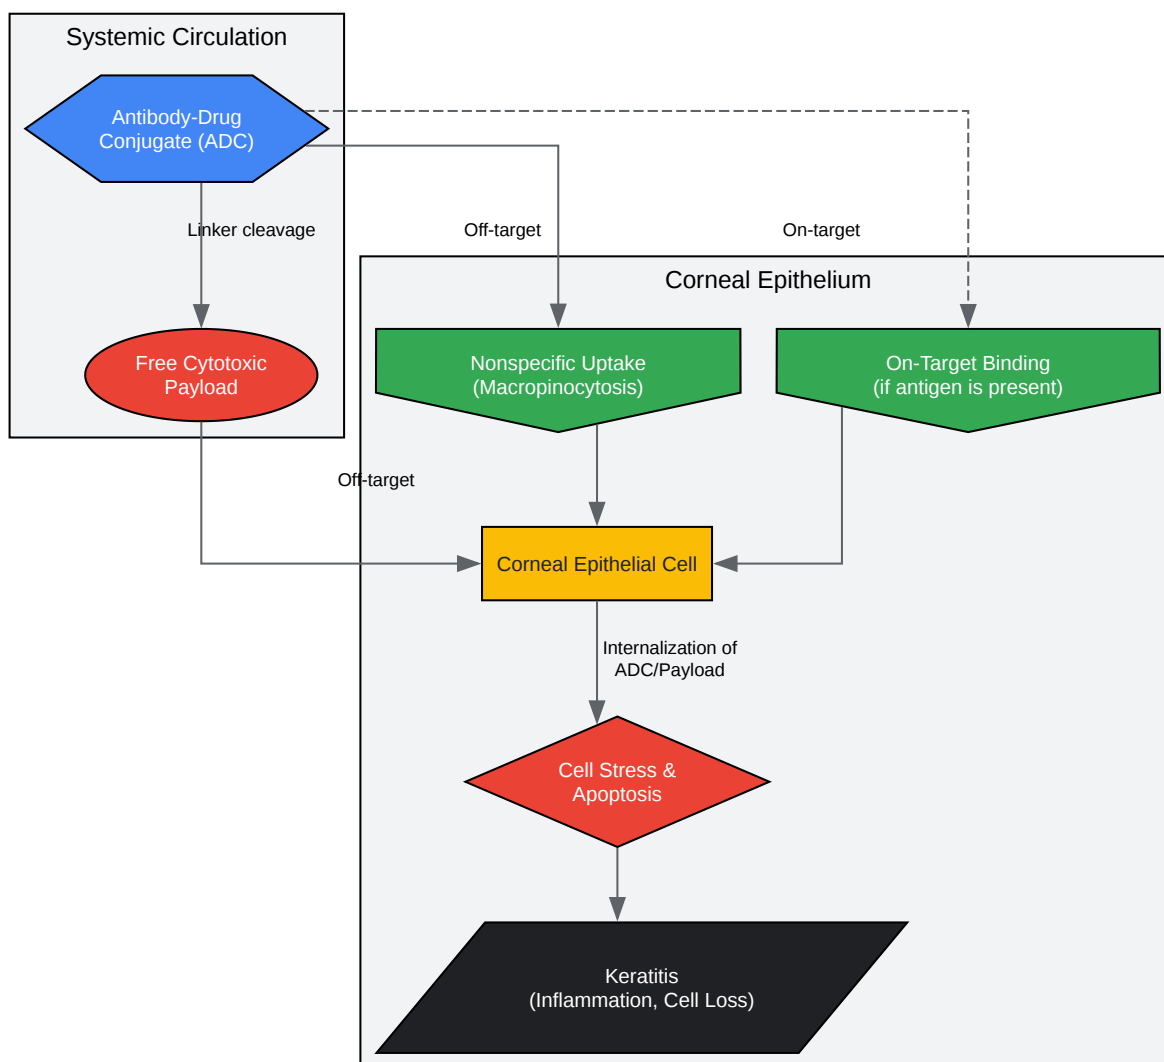 Systemic Circulation
Antibody-Drug
Conjugate (ADC)
Linker cleavage
Off-target
On-target
Corneal Epithelium
Free Cytotoxic
Payload
Nonspecific Uptake
(Macropinocytosis)
On-Target Binding
(if antigen is present)
Off-target
Corneal Epithelial Cell
Internalization of
ADC/Payload
Cell Stress &
Apoptosis
Keratitis
(Inflammation, Cell Loss)